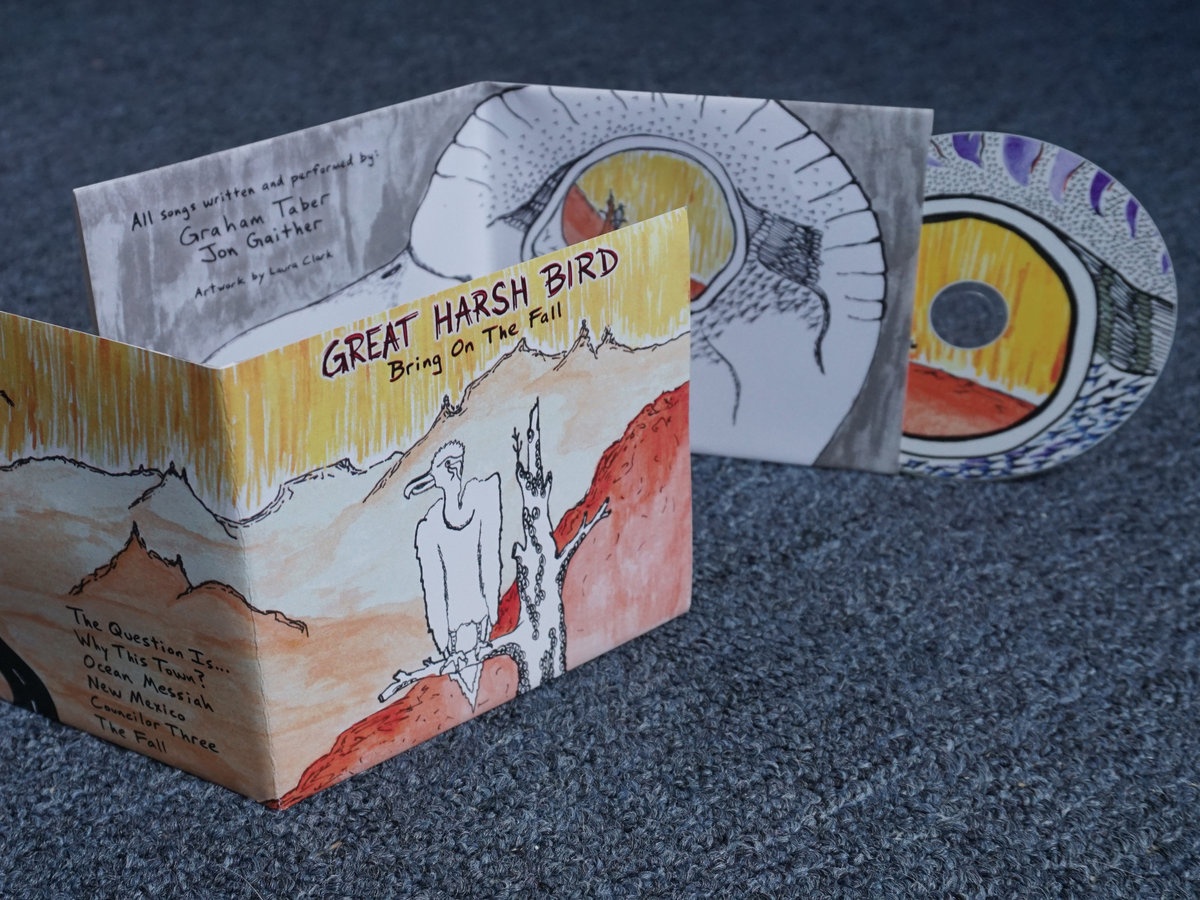 All songs written and performed by:
Graham Taber
Jon Gaither
Artwork by Laura Clark
GREAT HARSH BIRD
Bring On The Fall
The Question Is...
Why This Town?
Ocean Messiah
New Mexico
Councilor Three
The Fall